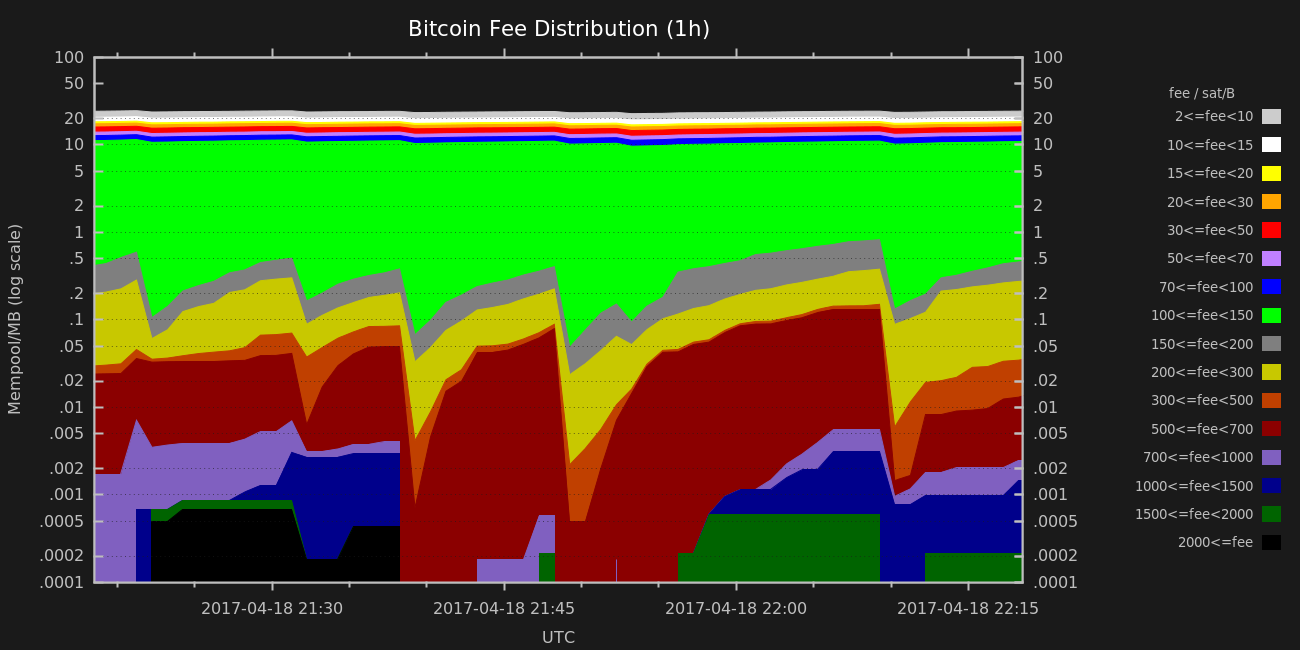 Bitcoin Fee Distribution (1h)
100 100
50 50
20 20
10 10
5 5
2 2
1 1
.5 .5
.2 .2
.1 .1
.05 .05
.02 .02
.01 .01
.005 .005
.002 .002
.001 .001
.0005 .0005
.0002 .0002
.0001 .0001
Mempool/MB (log scale)
2017-04-18 21:30 2017-04-18 21:45 2017-04-18 22:00 2017-04-18 22:15
UTC
fee / sat/B
2<=fee<10
10<=fee<15
15<=fee<20
20<=fee<30
30<=fee<50
50<=fee<70
70<=fee<100
100<=fee<150
150<=fee<200
200<=fee<300
300<=fee<500
500<=fee<700
700<=fee<1000
1000<=fee<1500
1500<=fee<2000
2000<=fee